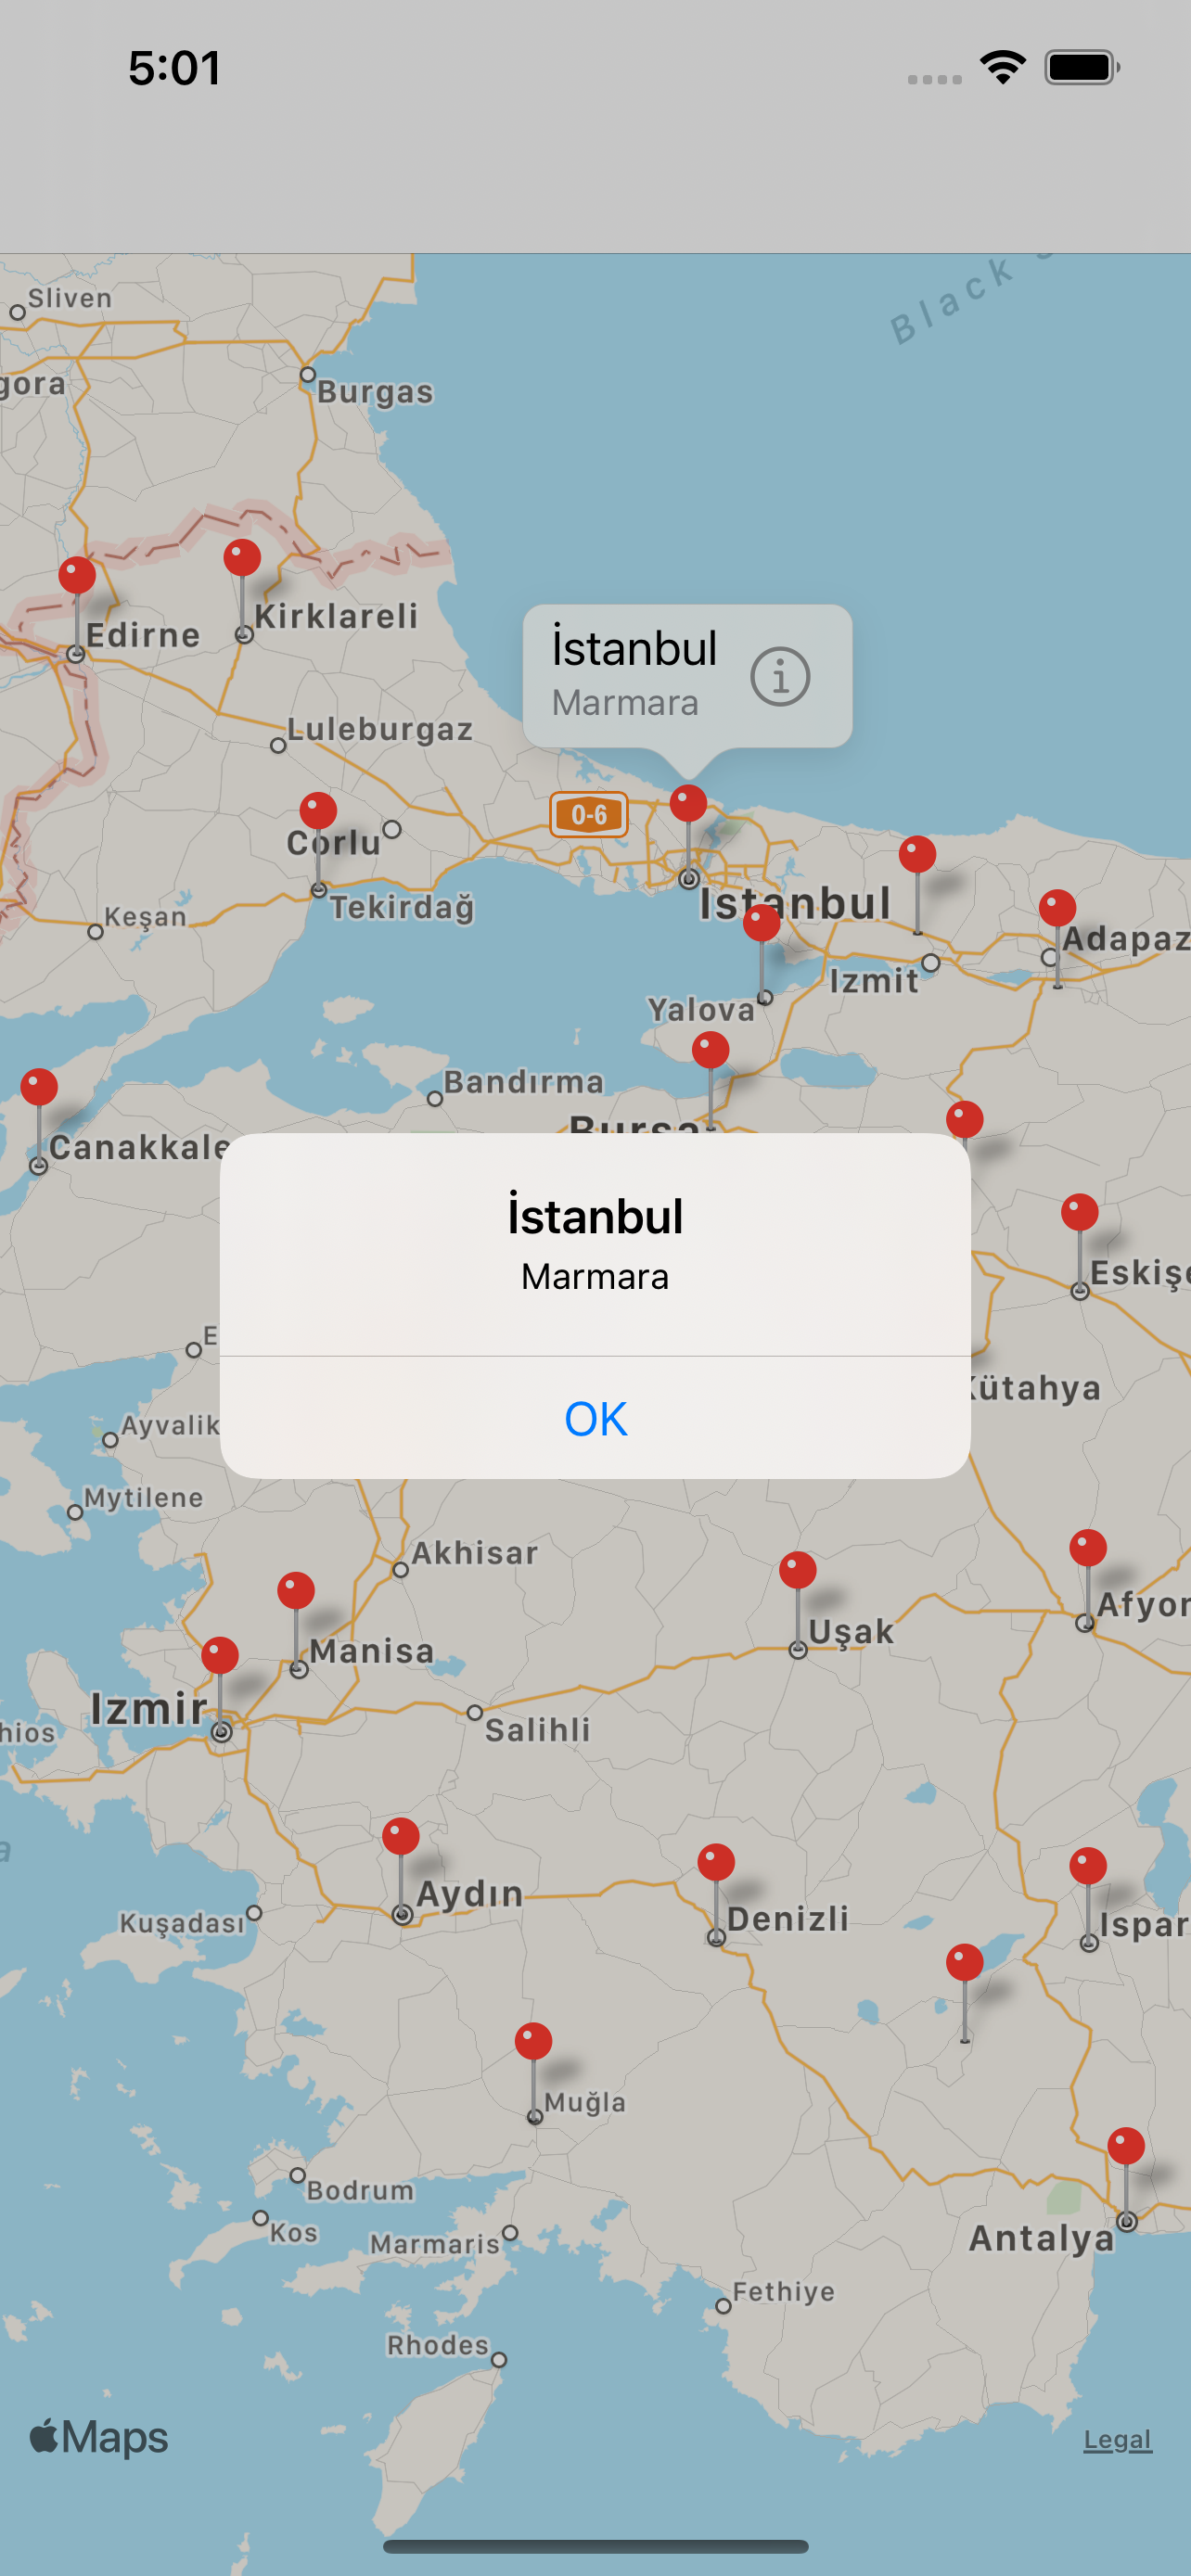 5:01
Black
Sliven
gora
Burgas
Kirklareli
Edirne
İstanbul
Marmara
Luleburgaz
0-6
Corlu
Istanbul
Tekirdağ
Keşan
Adapaz
Izmit
Yalova
Bandırma
Bursa
Canakkale
İstanbul
Marmara
Eskişe
E
Kütahya
OK
Ayvalik
Mytilene
Akhisar
Afyon
Uşak
Manisa
Izmir
Salihli
hios
a
Aydın
Denizli
Kuşadası
Ispar
Muğla
Bodrum
Kos
Marmaris
Antalya
Fethiye
Rhodes
Maps
Legal